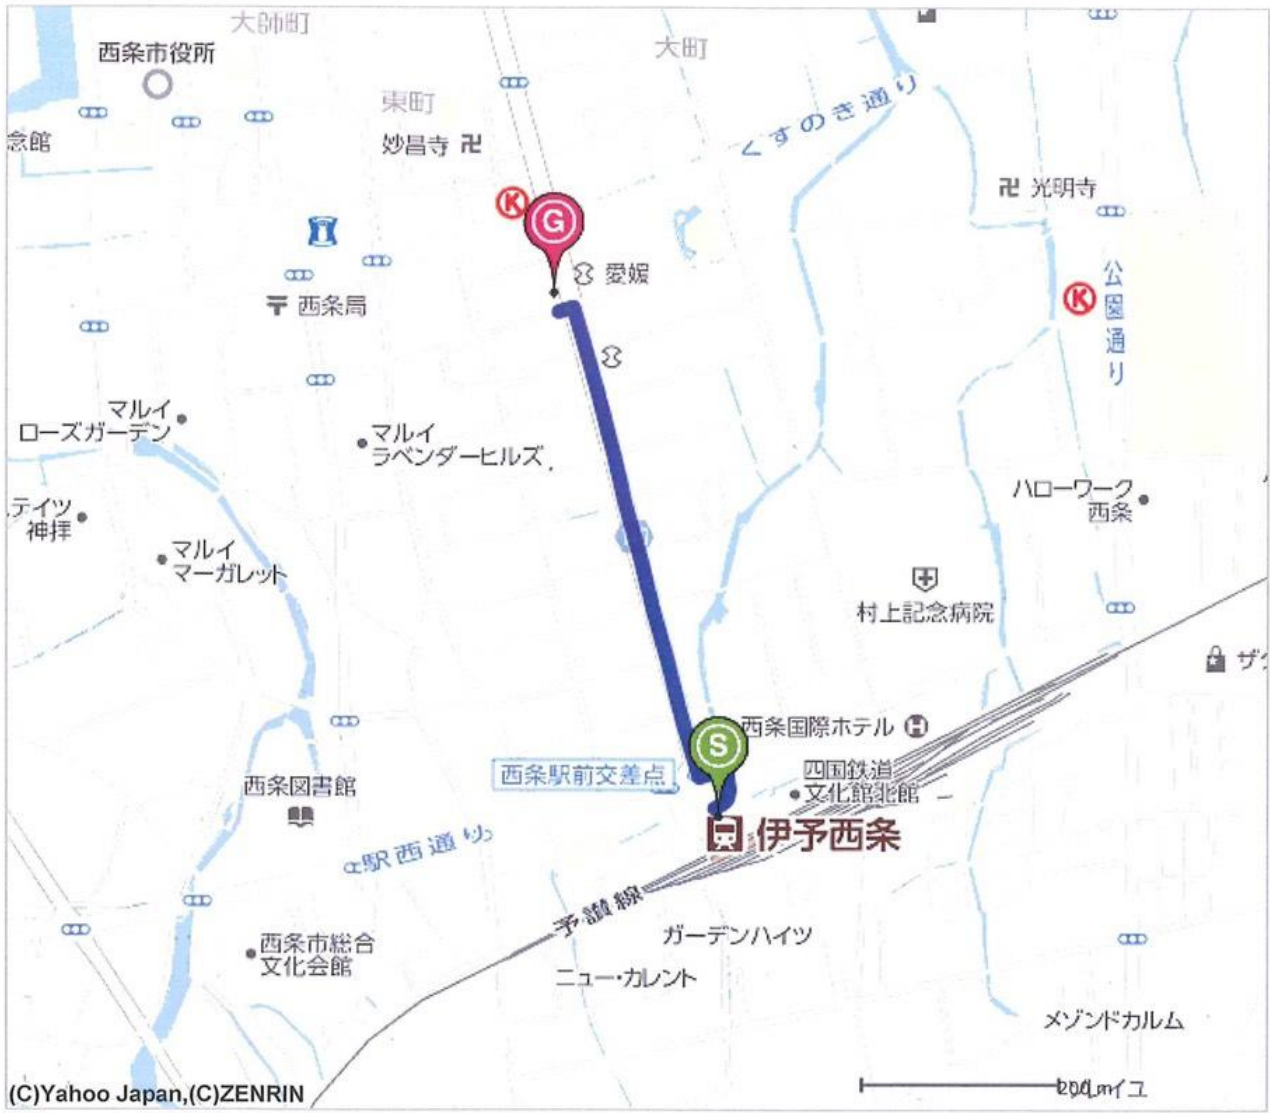 大師町
西条市役所
大町
東町
くすのき通り
念館
妙昌寺
光明寺
K
G
愛媛
公園通り
K
西条局
マルイ
ローズガーデン
マルイ
ラベンダーヒルズ
テイツ
神拝
ハローワーク
西条
マルイ
マーガレット
村上記念病院
ザ
西条国際ホテル
H
S
西条駅前交差点
四国鉄道
文化館北館
西条図書館
伊予西条
駅西通り
予讃線
ガーデンハイツ
西条市総合
文化会館
ニュー・カレント
メゾンドカルム
(C)Yahoo Japan,(C)ZENRIN